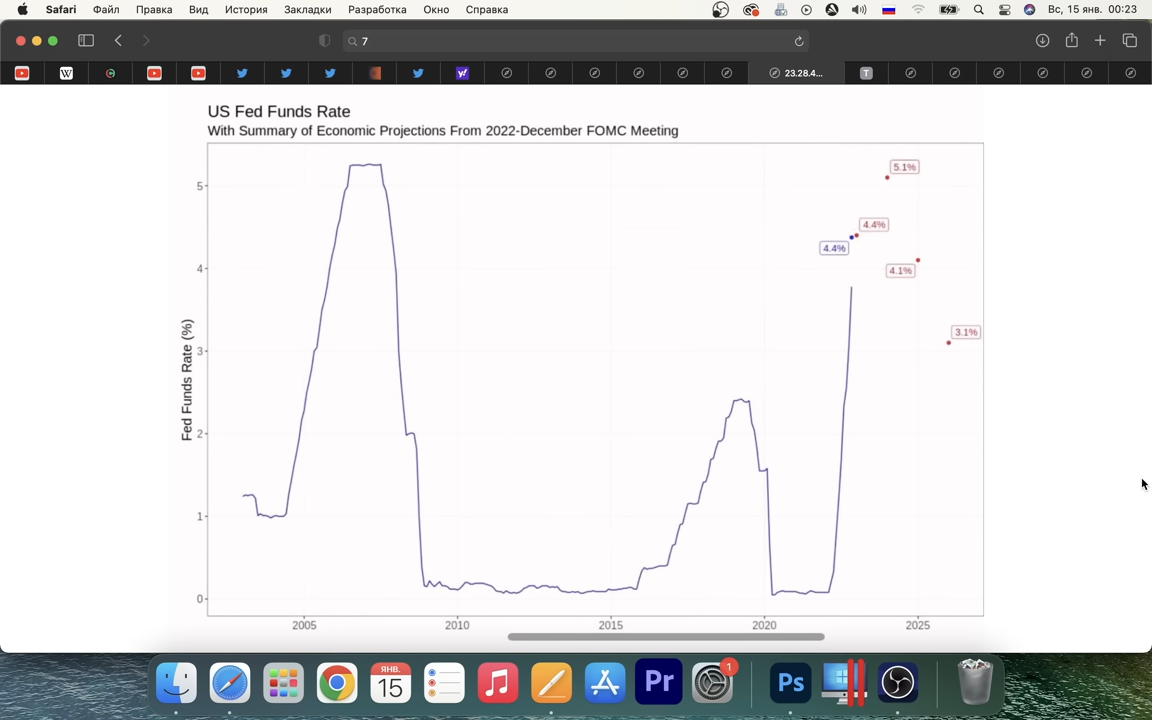 Safari Файл Правка Вид История Закладки Разработка Окно Справка Вс, 15 янв. 00:23
7
W y! 23.28.4... T
US Fed Funds Rate
With Summary of Economic Projections From 2022-December FOMC Meeting
5.1%
5
4.4%
4.4%
4
4.1%
3.1%
3
Fed Funds Rate (%)
2
1
0
2005 2010 2015 2020 2025
ЯНВ.
15
Pr
1
Ps